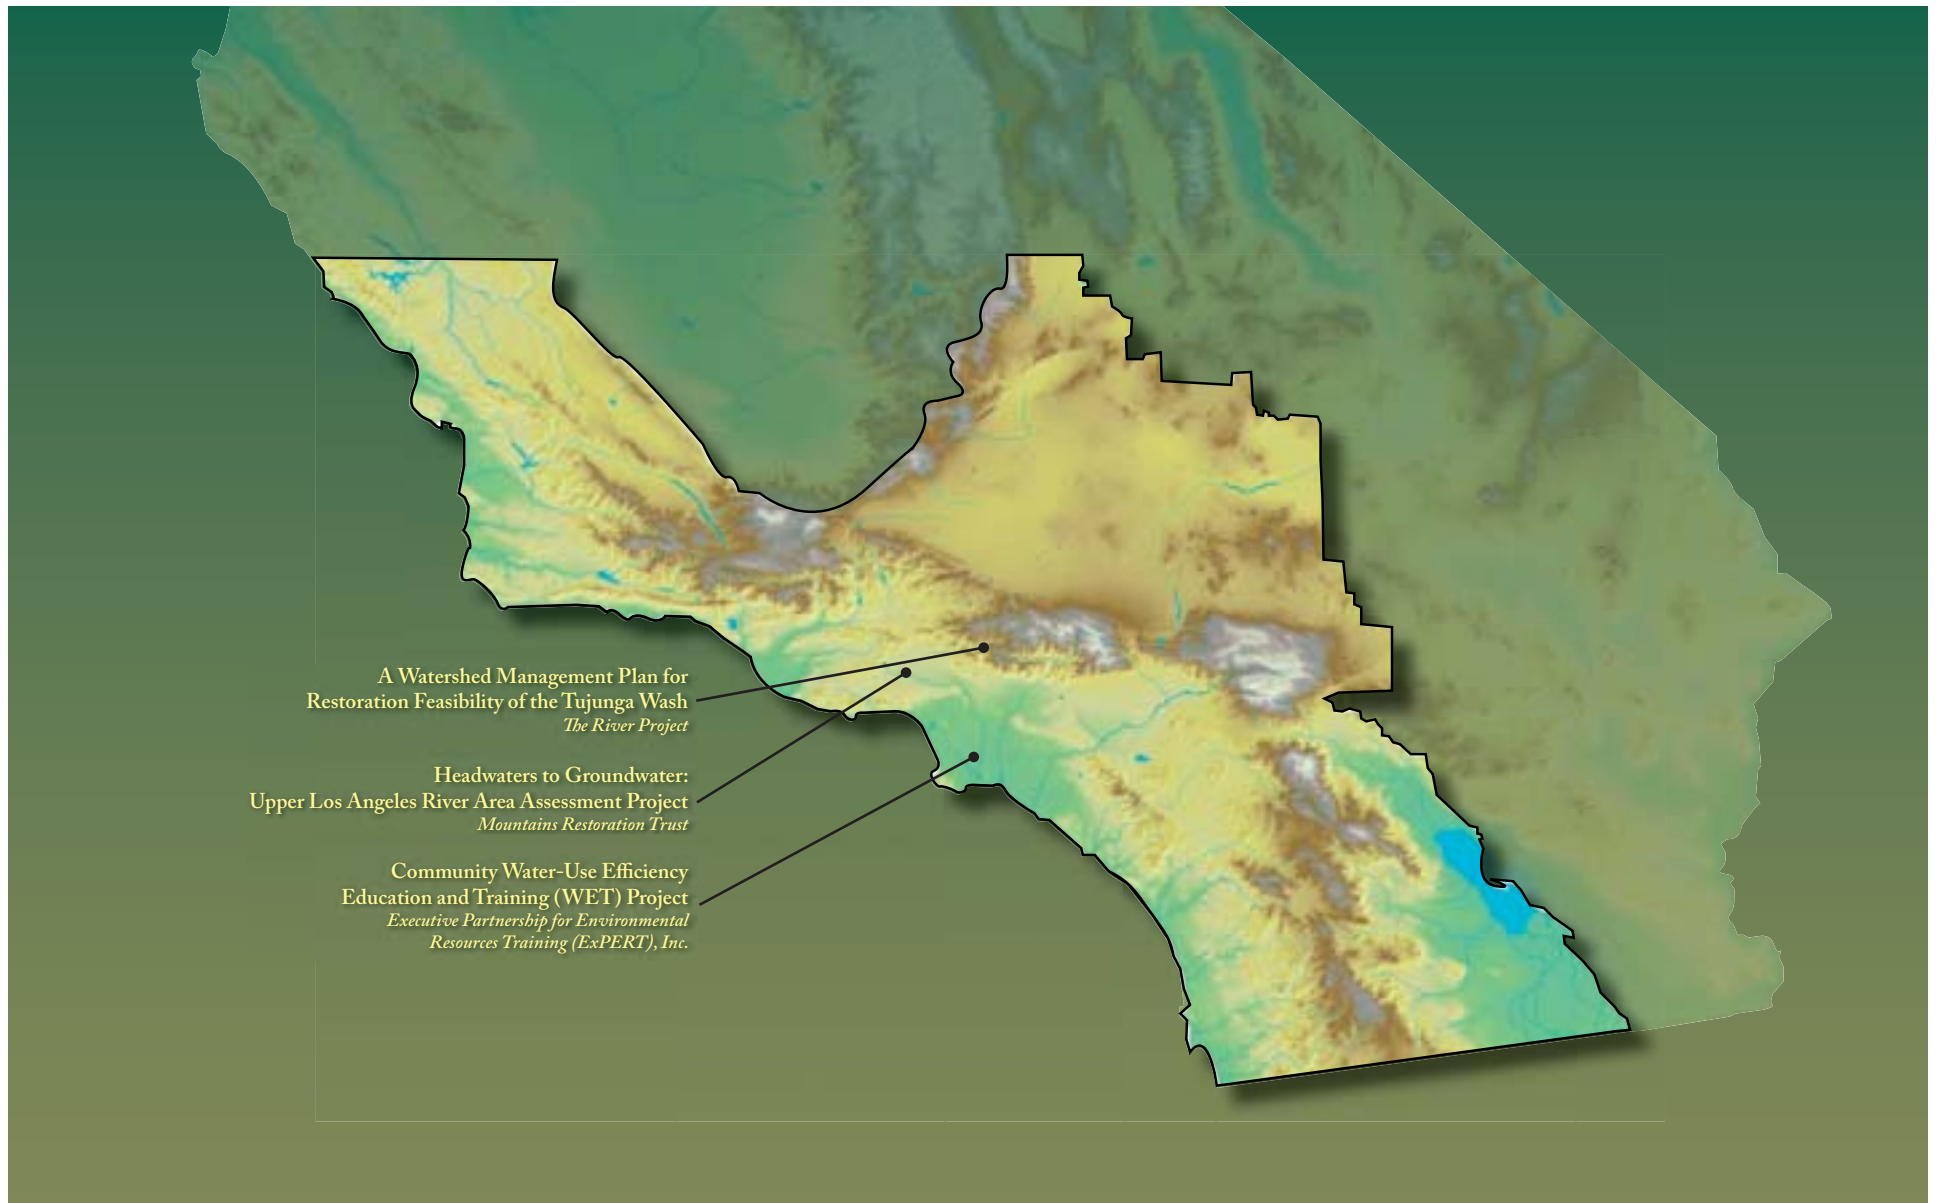 A Watershed Management Plan for
Restoration Feasibility of the Tujunga Wash
The River Project
Headwaters to Groundwater:
Upper Los Angeles River Area Assessment Project
Mountains Restoration Trust
Community Water-Use Efficiency
Education and Training (WET) Project
Executive Partnership for Environmental
Resources Training (ExPERT), Inc.